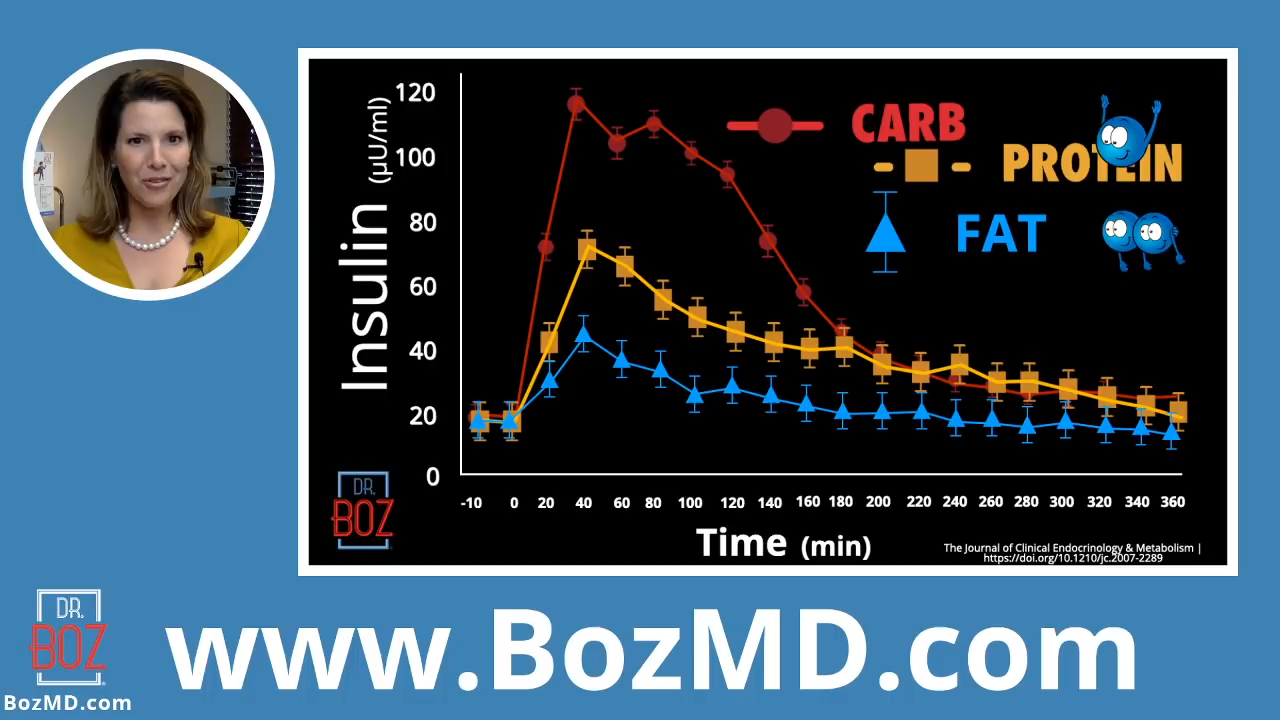 120
100
80
60
40
20
0
Insulin (µU/ml)
CARB
PROTEIN
FAT
-10 0 20 40 60 80 100 120 140 160 180 200 220 240 260 280 300 320 340 360
Time (min)
DR.
BOZ
The Journal of Clinical Endocrinology & Metabolism |
https://doi.org/10.1210/jc.2007-2289
DR.
BOZ
BozMD.com
www.BozMD.com